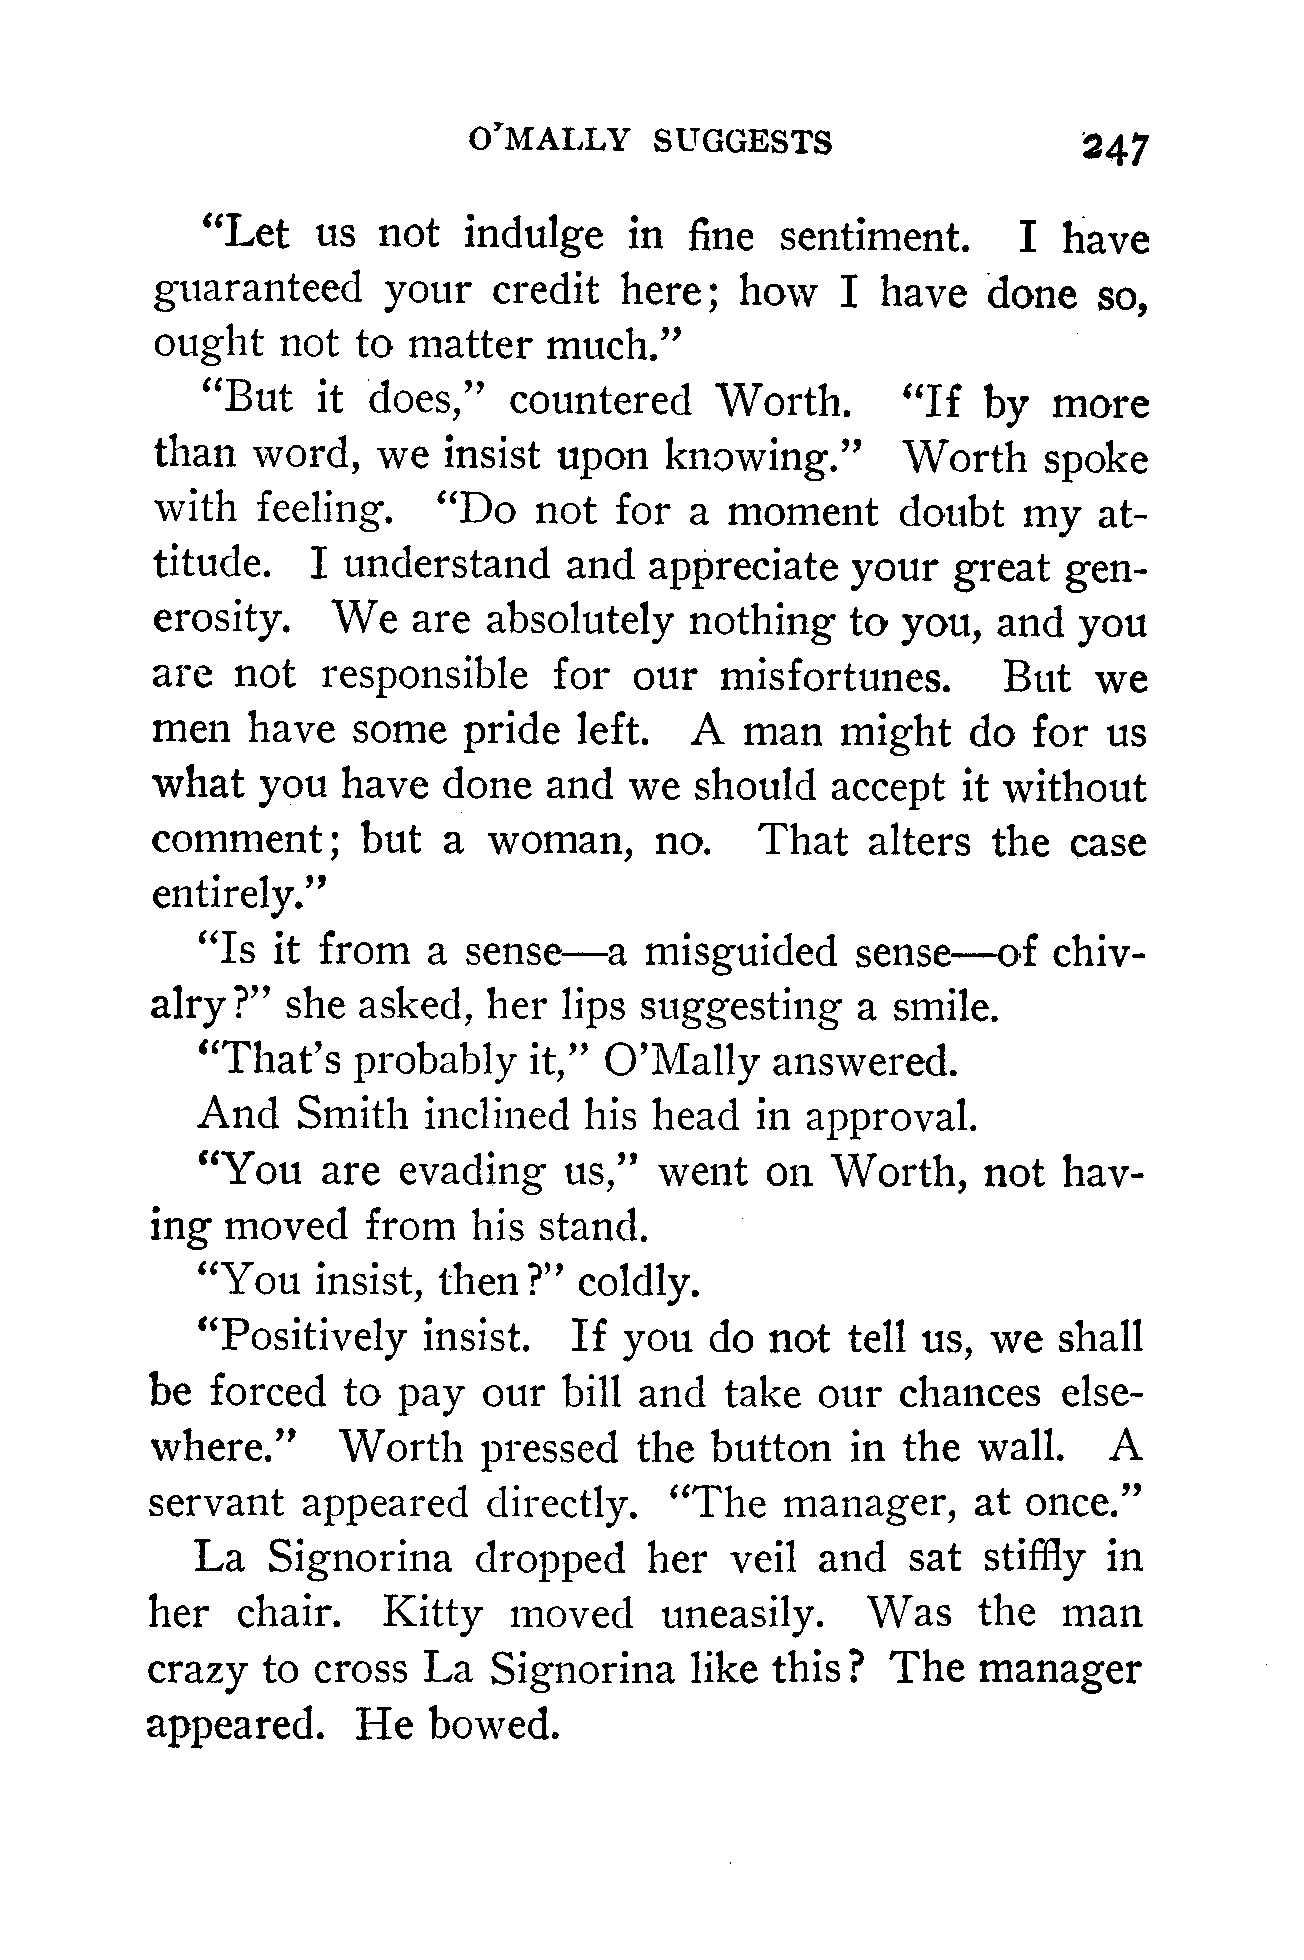 O'MALLY SUGGESTS 247
“Let us not indulge in fine sentiment. I have
guaranteed your credit here; how I have done so,
ought not to matter much.”
“But it does,” countered Worth. “If by more
than word, we insist upon knowing.” Worth spoke
with feeling. “Do not for a moment doubt my at-
titude. I understand and appreciate your great gen-
erosity. We are absolutely nothing to you, and you
are not responsible for our misfortunes. But we
men have some pride left. A man might do for us
what you have done and we should accept it without
comment; but a woman, no. That alters the case
entirely.”
“Is it from a sense—a misguided sense—of chiv-
alry?” she asked, her lips suggesting a smile.
“That’s probably it,” O’Mally answered.
And Smith inclined his head in approval.
“You are evading us,” went on Worth, not hav-
ing moved from his stand.
“You insist, then?” coldly.
“Positively insist. If you do not tell us, we shall
be forced to pay our bill and take our chances else-
where.” Worth pressed the button in the wall. A
servant appeared directly. “The manager, at once.”
La Signorina dropped her veil and sat stiffly in
her chair. Kitty moved uneasily. Was the man
crazy to cross La Signorina like this? The manager
appeared. He bowed.